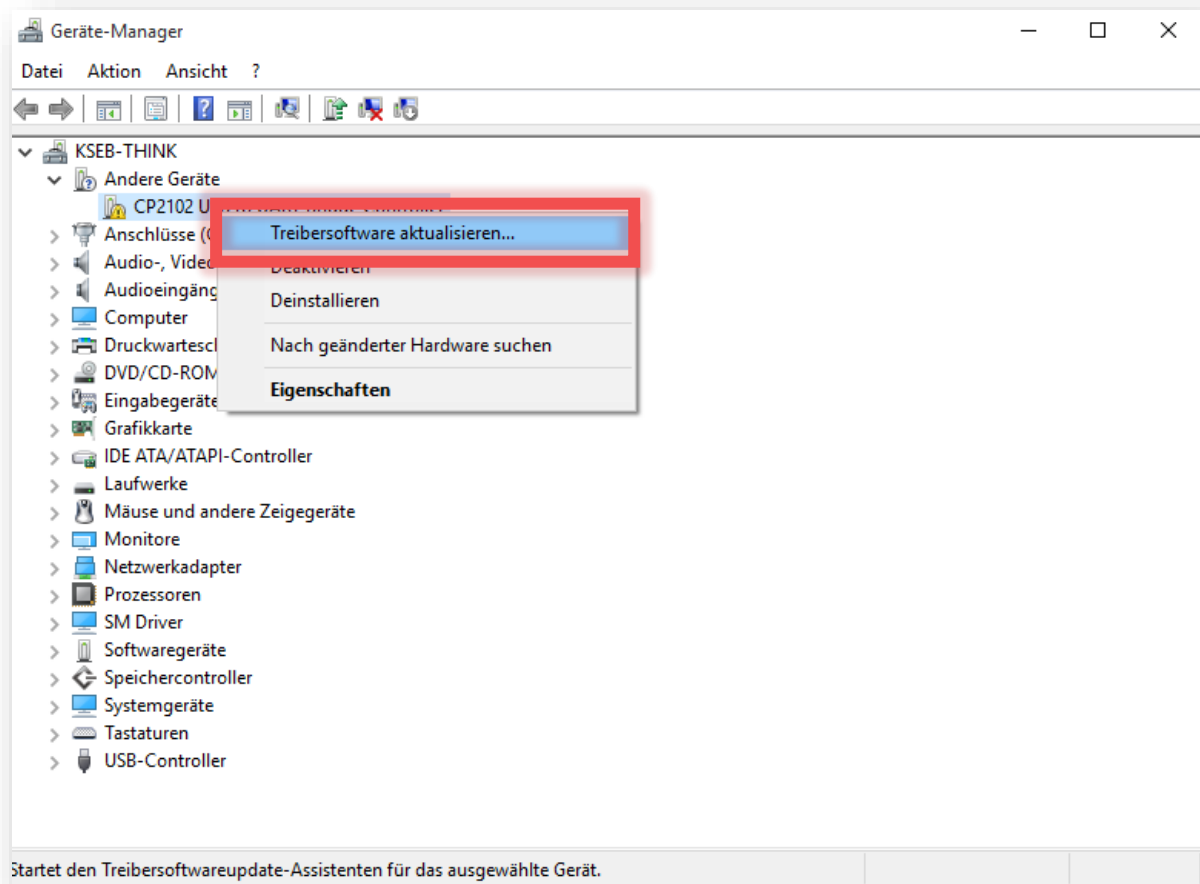 Geräte-Manager
Datei Aktion Ansicht ?
KSEB-THINK
Andere Geräte
CP2102 U
Treibersoftware aktualisieren...
Anschlüsse (
Audio-, Video
Deaktivieren
Audioeingäng
Deinstallieren
Computer
Druckwartesc
Nach geänderter Hardware suchen
DVD/CD-ROM
Eigenschaften
Eingabegeräte
Grafikkarte
IDE ATA/ATAPI-Controller
Laufwerke
Mäuse und andere Zeigegeräte
Monitore
Netzwerkadapter
Prozessoren
SM Driver
Softwaregeräte
Speichercontroller
Systemgeräte
Tastaturen
USB-Controller
Startet den Treibersoftwareupdate-Assistenten für das ausgewählte Gerät.